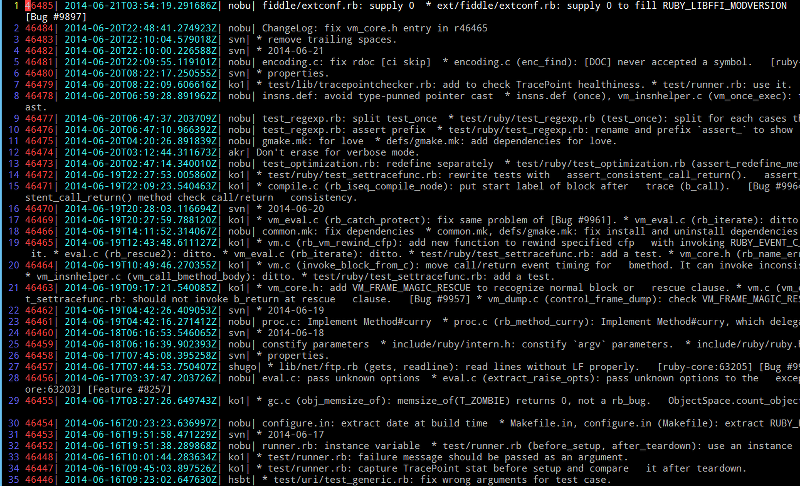 1 46485| 2014-06-21T03:54:19.291686Z| nobu| fiddle/extconf.rb: supply 0  * ext/fiddle/extconf.rb: supply 0 to fill RUBY_LIBFFI_MODVERSION
[Bug #9897]
2 46484| 2014-06-20T22:48:41.274923Z| nobu| ChangeLog: fix vm_core.h entry in r46465
3 46483| 2014-06-20T22:10:04.579018Z| svn| * remove trailing spaces.
4 46482| 2014-06-20T22:10:00.226588Z| svn| * 2014-06-21
5 46481| 2014-06-20T22:09:55.119101Z| nobu| encoding.c: fix rdoc [ci skip]  * encoding.c (enc_find): [DOC] never accepted a symbol.   [ruby-
6 46480| 2014-06-20T08:22:17.250555Z| svn| * properties.
7 46479| 2014-06-20T08:22:09.606616Z| ko1| * test/lib/tracepointchecker.rb: add to check TracePoint healthiness. * test/runner.rb: use it.
8 46478| 2014-06-20T06:59:28.891962Z| nobu| insns.def: avoid type-punned pointer cast  * insns.def (once), vm_insnhelper.c (vm_once_exec): t
ast.
9 46477| 2014-06-20T06:47:37.203709Z| nobu| test_regexp.rb: split test_once  * test/ruby/test_regexp.rb (test_once): split for each cases th
10 46476| 2014-06-20T06:47:10.966392Z| nobu| test_regexp.rb: assert prefix  * test/ruby/test_regexp.rb: rename and prefix `assert_` to show
11 46475| 2014-06-20T04:20:26.891839Z| nobu| gmake.mk: for love  * defs/gmake.mk: add dependencies for love.
12 46474| 2014-06-20T03:12:44.311673Z| akr| Don't erase for verbose mode.
13 46473| 2014-06-20T02:47:14.340010Z| nobu| test_optimization.rb: redefine separately  * test/ruby/test_optimization.rb (assert_redefine_met
14 46472| 2014-06-19T22:27:53.005860Z| ko1| * test/ruby/test_settracefunc.rb: rewrite tests with   assert_consistent_call_return().   assert_
15 46471| 2014-06-19T22:09:23.540463Z| ko1| * compile.c (rb_iseq_compile_node): put start label of block after   trace (b_call).   [Bug #9964
stent_call_return() method check call/return   consistency.
16 46470| 2014-06-19T20:28:03.116694Z| svn| * 2014-06-20
17 46469| 2014-06-19T20:27:59.788120Z| ko1| * vm_eval.c (rb_catch_protect): fix same problem of [Bug #9961]. * vm_eval.c (rb_iterate): ditto
18 46466| 2014-06-19T14:11:52.314067Z| nobu| common.mk: fix dependencies  * common.mk, defs/gmake.mk: fix install and uninstall dependencies
19 46465| 2014-06-19T12:43:48.611127Z| ko1| * vm.c (rb_vm_rewind_cfp): add new function to rewind specified cfp   with invoking RUBY_EVENT_C
it. * eval.c (rb_rescue2): ditto. * vm_eval.c (rb_iterate): ditto. * test/ruby/test_settracefunc.rb: add a test. * vm_core.h (rb_name_err
20 46464| 2014-06-19T10:49:46.270355Z| ko1| * vm.c (invoke_block_from_c): move call/return event timing for   bmethod. It can invoke inconsis
* vm_insnhelper.c (vm_call_bmethod_body): ditto. * test/ruby/test_settracefunc.rb: add a test.
21 46463| 2014-06-19T09:17:21.540085Z| ko1| * vm_core.h: add VM_FRAME_MAGIC_RESCUE to recognize normal block or   rescue clause. * vm.c (vm
t_settracefunc.rb: should not invoke b_return at rescue   clause.   [Bug #9957] * vm_dump.c (control_frame_dump): check VM_FRAME_MAGIC_RES
22 46462| 2014-06-19T04:42:26.409053Z| svn| * 2014-06-19
23 46461| 2014-06-19T04:42:16.271412Z| nobu| proc.c: Implement Method#curry  * proc.c (rb_method_curry): Implement Method#curry, which delega
24 46460| 2014-06-18T06:16:53.546065Z| svn| * 2014-06-18
25 46459| 2014-06-18T06:16:39.902393Z| nobu| constify parameters  * include/ruby/intern.h: constify `argv` parameters.  * include/ruby/ruby.h
26 46458| 2014-06-17T07:45:08.395258Z| svn| * properties.
27 46457| 2014-06-17T07:44:53.750407Z| shugo| * lib/net/ftp.rb (gets, readline): read lines without LF properly.   [ruby-core:63205] [Bug #99
28 46456| 2014-06-17T03:37:47.203726Z| nobu| eval.c: pass unknown options  * eval.c (extract_raise_opts): pass unknown options to the   excep
ore:63203] [Feature #8257]
29 46455| 2014-06-17T03:27:26.649743Z| ko1| * gc.c (obj_memsize_of): memsize_of(T_ZOMBIE) returns 0, not a rb_bug.   ObjectSpace.count_objec
30 46454| 2014-06-16T20:23:23.636997Z| nobu| configure.in: extract date at build time  * Makefile.in, configure.in (Makefile): extract RUBY_R
31 46453| 2014-06-16T19:51:58.471229Z| svn| * 2014-06-17
32 46452| 2014-06-16T19:51:38.289868Z| nobu| runner.rb: instance variable  * test/runner.rb (before_setup, after_teardown): use an instance
33 46448| 2014-06-16T10:01:44.283634Z| ko1| * test/runner.rb: failure message should be passed as an argument.
34 46447| 2014-06-16T09:45:03.897526Z| ko1| * test/runner.rb: capture TracePoint stat before setup and compare   it after teardown.
35 46446| 2014-06-16T09:23:02.647630Z| hsbt| * test/uri/test_generic.rb: fix wrong arguments for test case.